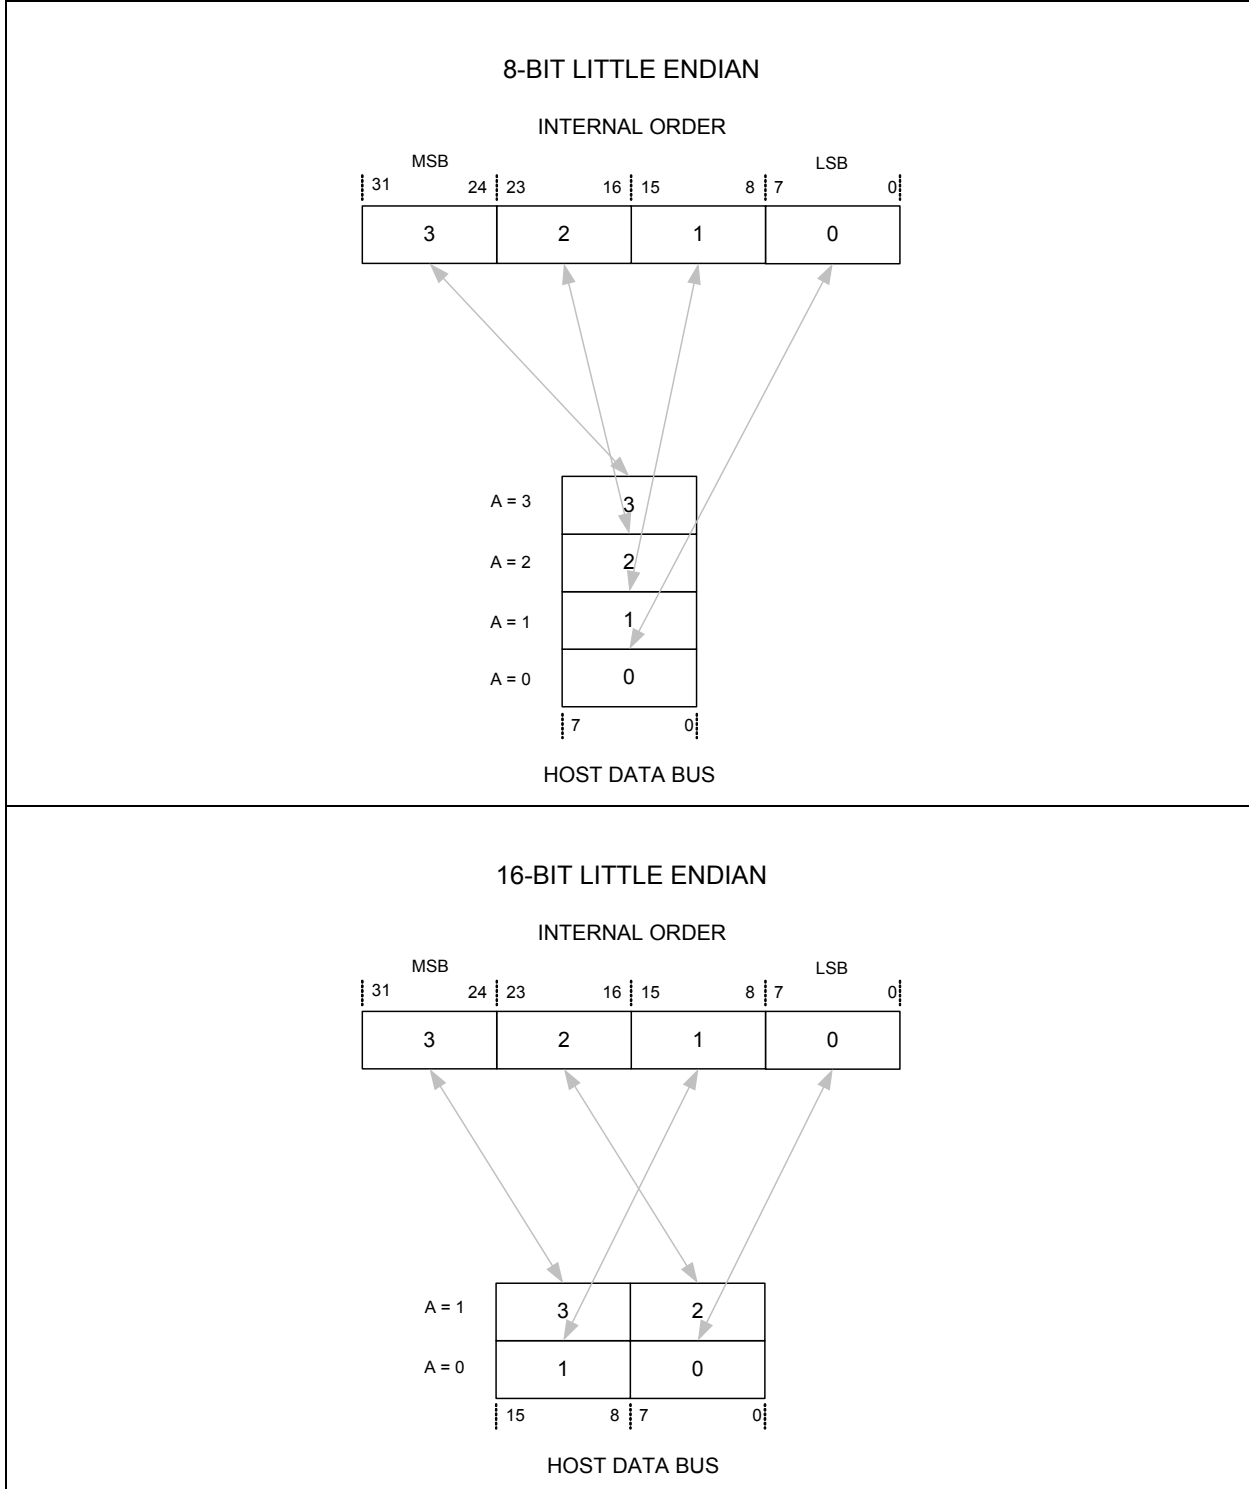 8-BIT LITTLE ENDIAN
INTERNAL ORDER
MSB LSB
31 24 23 16 15 8 7 0
3 2 1 0
A = 3 3
A = 2 2
A = 1 1
A = 0 0
7 0
HOST DATA BUS
16-BIT LITTLE ENDIAN
INTERNAL ORDER
MSB LSB
31 24 23 16 15 8 7 0
3 2 1 0
A = 1 3 2
A = 0 1 0
15 8 7 0
HOST DATA BUS